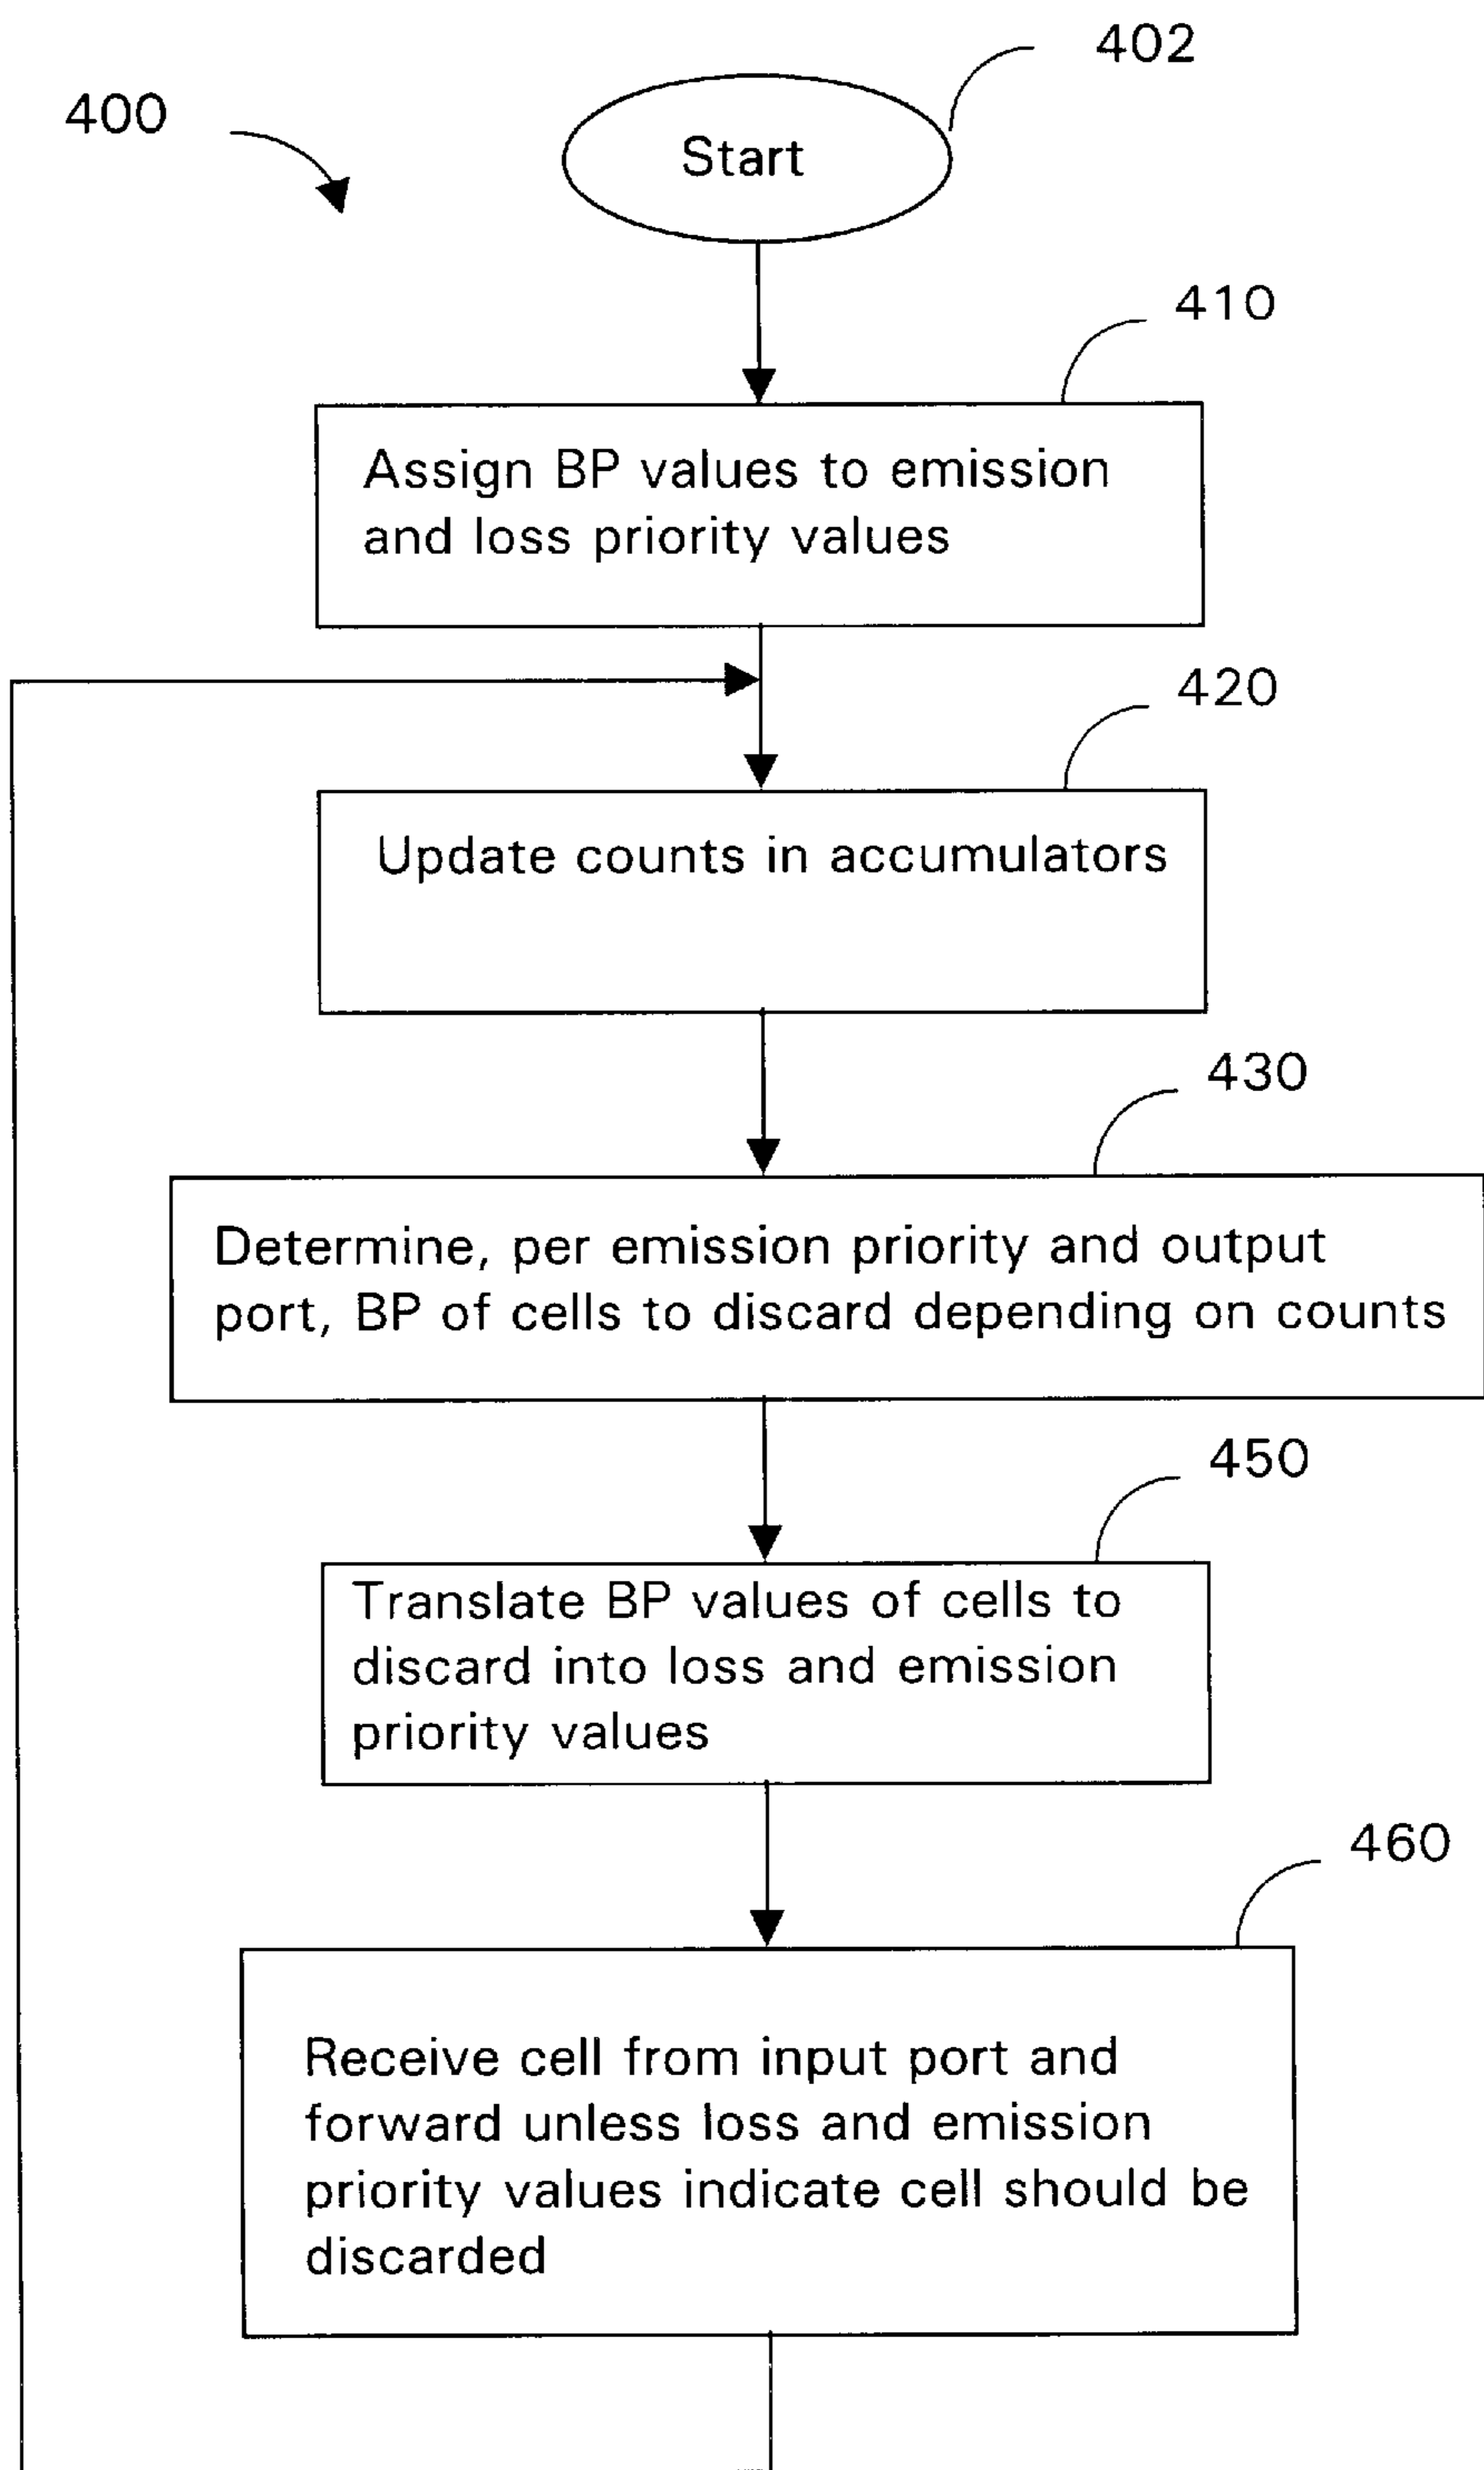 402
400
Start
410
Assign BP values to emission
and loss priority values
420
Update counts in accumulators
430
Determine, per emission priority and output
port, BP of cells to discard depending on counts
450
Translate BP values of cells to
discard into loss and emission
priority values
460
Receive cell from input port and
forward unless loss and emission
priority values indicate cell should be
discarded